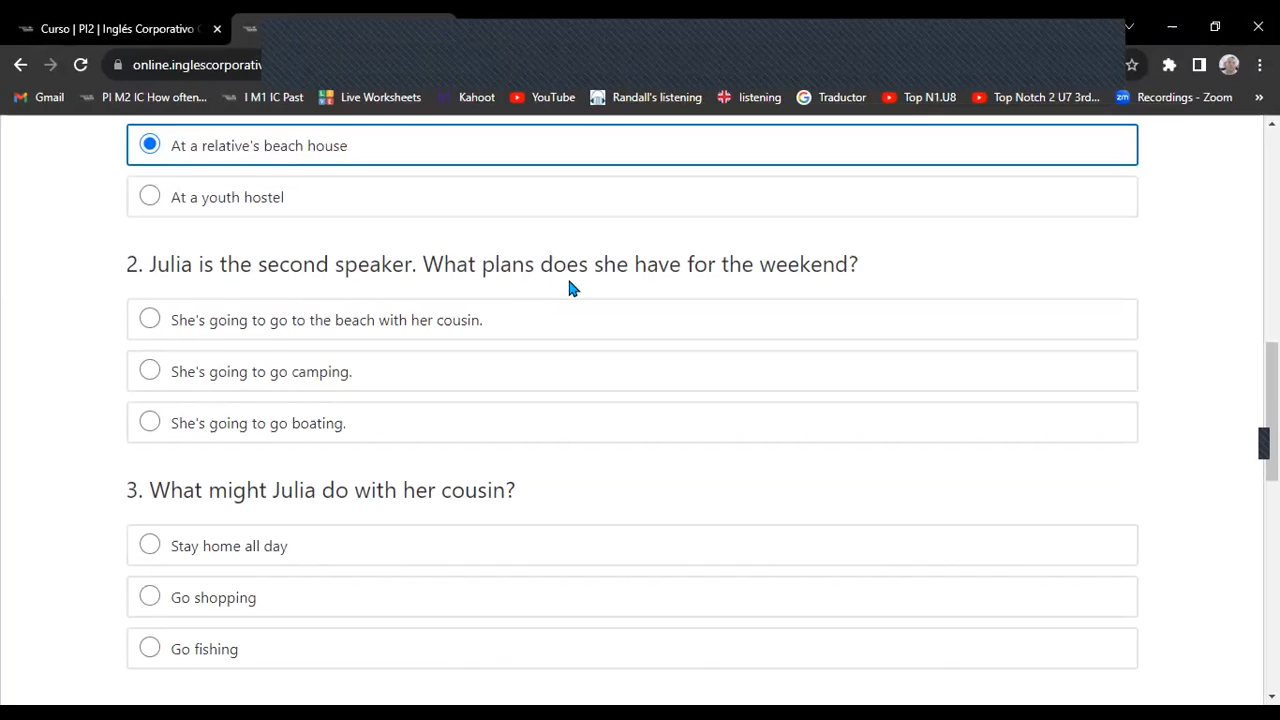 Curso | PI2 | Inglés Corporativo
online.inglescorporativ
Gmail PI M2 IC How often... I M1 IC Past Live Worksheets Kahoot YouTube Randall's listening listening Traductor Top N1.U8 Top Notch 2 U7 3rd... Recordings - Zoom »
At a relative's beach house
At a youth hostel
2. Julia is the second speaker. What plans does she have for the weekend?
She's going to go to the beach with her cousin.
She's going to go camping.
She's going to go boating.
3. What might Julia do with her cousin?
Stay home all day
Go shopping
Go fishing